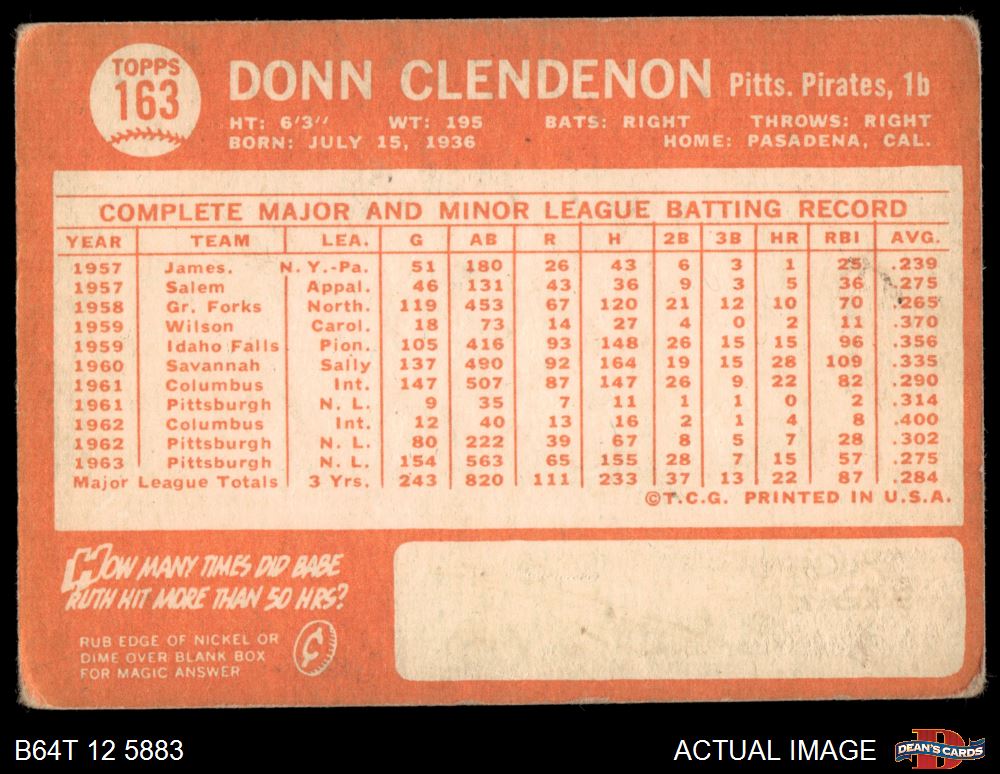 TOPPS
163
DONN CLENDENON Pitts. Pirates, 1b
HT: 6'3" WT: 195 BATS: RIGHT THROWS: RIGHT
BORN: JULY 15, 1936 HOME: PASADENA, CAL.
COMPLETE MAJOR AND MINOR LEAGUE BATTING RECORD
YEAR TEAM LEA. G AB R H 2B 3B HR RBI AVG.
1957 James. N.Y.-Pa. 51 180 26 43 6 3 1 25 .239
1957 Salem Appal. 46 131 43 36 9 3 5 36 .275
1958 Gr. Forks North. 119 453 67 120 21 12 10 70 .265
1959 Wilson Carol. 18 73 14 27 4 0 2 11 .370
1959 Idaho Falls Pion. 105 416 93 148 26 15 15 96 .356
1960 Savannah Sally 137 490 92 164 19 15 28 109 .335
1961 Columbus Int. 147 507 87 147 26 9 22 82 .290
1961 Pittsburgh N. L. 9 35 7 11 1 1 0 2 .314
1962 Columbus Int. 12 40 13 16 2 1 4 8 .400
1962 Pittsburgh N. L. 80 222 39 67 8 5 7 28 .302
1963 Pittsburgh N. L. 154 563 65 155 28 7 15 57 .275
Major League Totals 3 Yrs. 243 820 111 233 37 13 22 87 .284
©T.C.G. PRINTED IN U.S.A.
HOW MANY TIMES DID BABE
RUTH HIT MORE THAN 50 HRS?
RUB EDGE OF NICKEL OR
DIME OVER BLANK BOX
FOR MAGIC ANSWER
¢
B64T 12 5883 ACTUAL IMAGE
D
DEAN'S CARDS